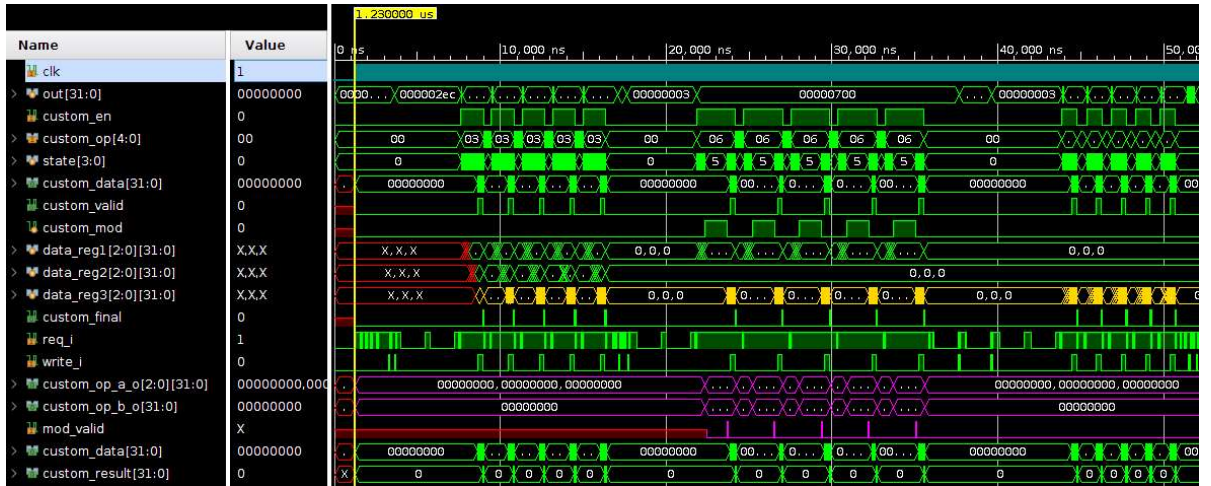 1.230000 us
Name Value 0 ns 10,000 ns 20,000 ns 30,000 ns 40,000 ns
clk 1
out[31:0] 00000000 0000... 000002ec ... ... ... ... ... 00000003 00000700 ... 00000003 ... ... ... ...
custom_en 0
custom_op[4:0] 00 00 03 03 03 03 03 00 06 06 06 06 06 00
state[3:0] 0 0 0 5 5 5 5 5 0
custom_data[31:0] 00000000 00000000 00000000 00... 0... 0... 00... 00000000
custom_valid 0
custom_mod 0
data_reg1[2:0][31:0] X,X,X X,X,X 0,0,0 0,0,0
data_reg2[2:0][31:0] X,X,X X,X,X 0,0,0
data_reg3[2:0][31:0] X,X,X X,X,X 0,0,0 0... 0... 0... 0... 0,0,0
custom_final 0
req_i 1
write_i 0
custom_op_a_o[2:0][31:0] 00000000,000 00000000,00000000,00000000 00000000,00000000,00000000
custom_op_b_o[31:0] 00000000 00000000 00000000
mod_valid X
custom_data[31:0] 00000000 00000000 00000000 00... 0... 0... 00... 00000000
custom_result[31:0] 0 X 0 0 0 0 0 0 0 0 0 0 0 0 0 0 0